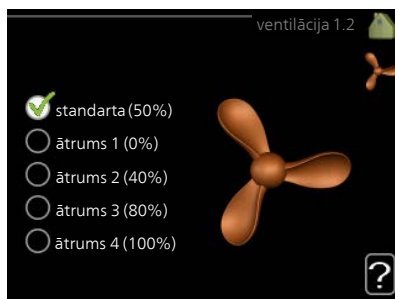 ventilācija 1.2
standarta (50%)
ātrums 1 (0%)
ātrums 2 (40%)
ātrums 3 (80%)
ātrums 4 (100%)
?